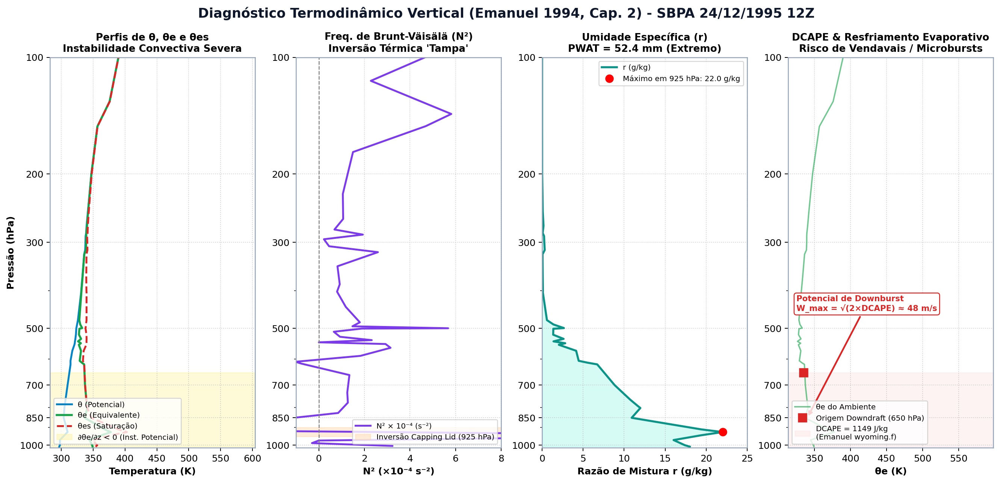 Diagnóstico Termodinâmico Vertical (Emanuel 1994, Cap. 2) - SBPA 24/12/1995 12Z
Perfis de θ, θe e θes
Instabilidade Convectiva Severa
Pressão (hPa)
100
200
300
500
700
850
1000
θ (Potencial)
θe (Equivalente)
θes (Saturação)
∂θe/∂z < 0 (Inst. Potencial)
300
350
400
450
500
550
600
Temperatura (K)
Freq. de Brunt-Väisälä (N²)
Inversão Térmica 'Tampa'
100
200
300
500
700
850
1000
N² × 10⁻⁴ (s⁻²)
Inversão Capping Lid (925 hPa)
0
2
4
6
8
N² (×10⁻⁴ s⁻²)
Umidade Específica (r)
PWAT = 52.4 mm (Extremo)
r (g/kg)
Máximo em 925 hPa: 22.0 g/kg
100
200
300
500
700
850
1000
0
5
10
15
20
25
Razão de Mistura r (g/kg)
DCAPE & Resfriamento Evaporativo
Risco de Vendavais / Microbursts
100
200
300
500
700
850
1000
Potencial de Downburst
W_max = √(2×DCAPE) ≈ 48 m/s
θe do Ambiente
Origem Downdraft (650 hPa)
DCAPE = 1149 J/kg
(Emanuel wyoming.f)
350
400
450
500
550
θe (K)